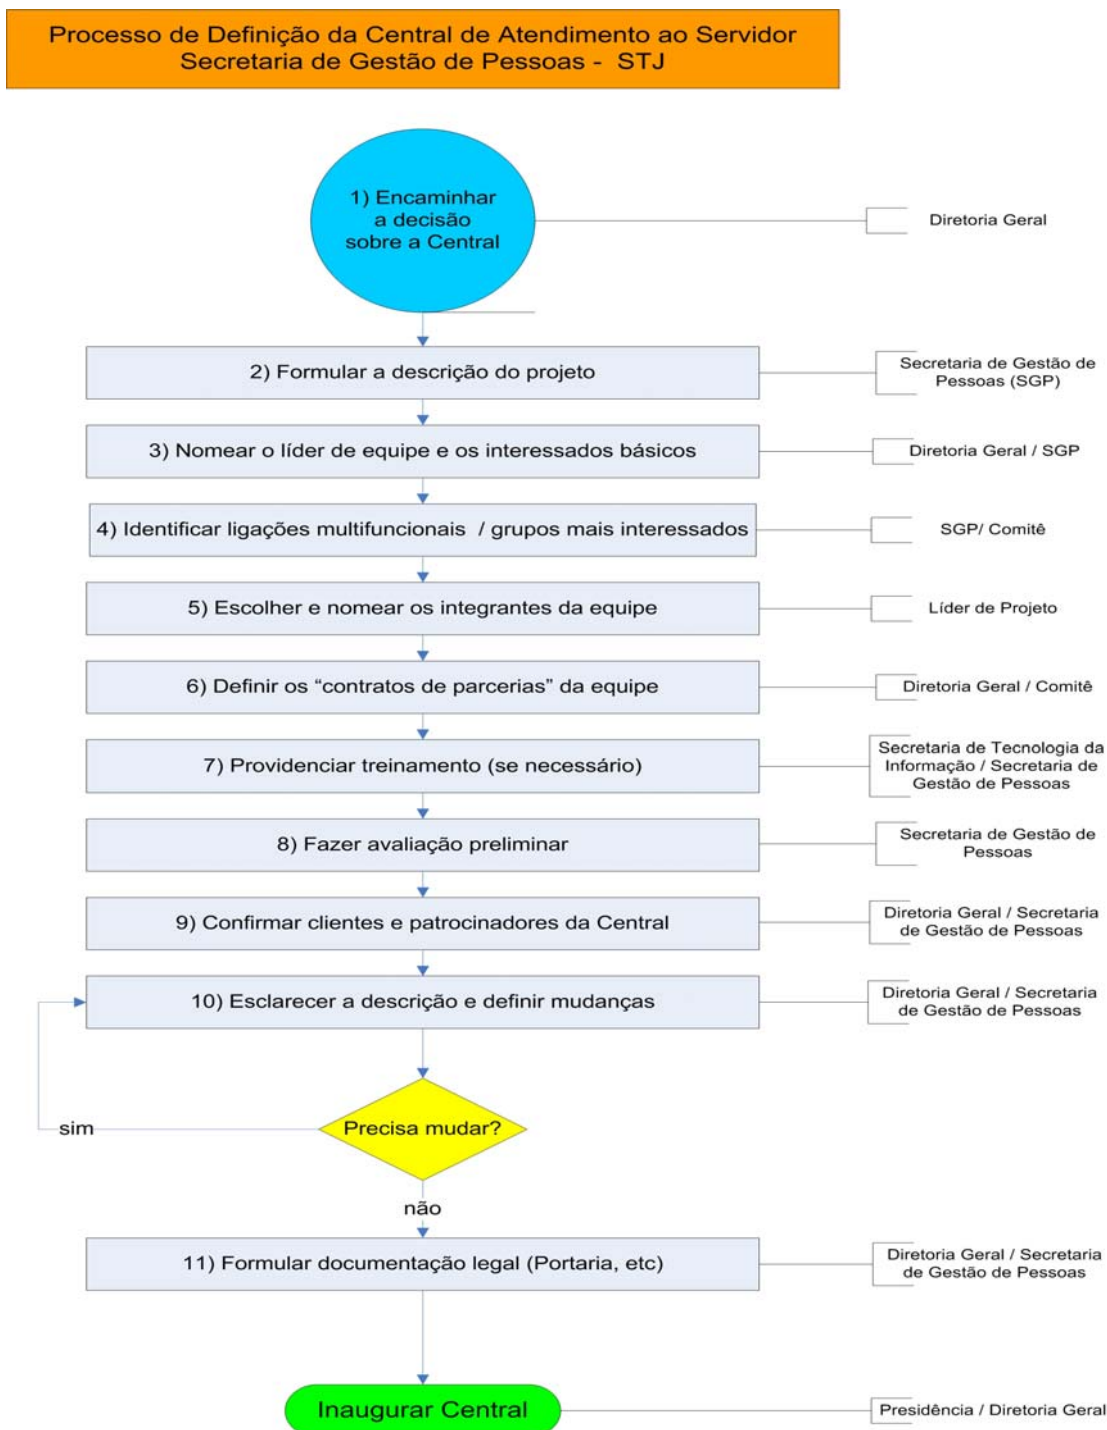 Processo de Definição da Central de Atendimento ao Servidor
Secretaria de Gestão de Pessoas - STJ
1) Encaminhar
a decisão
sobre a Central
Diretoria Geral
2) Formular a descrição do projeto
Secretaria de Gestão de
Pessoas (SGP)
3) Nomear o líder de equipe e os interessados básicos
Diretoria Geral / SGP
4) Identificar ligações multifuncionais / grupos mais interessados
SGP/ Comitê
5) Escolher e nomear os integrantes da equipe
Líder de Projeto
6) Definir os “contratos de parcerias” da equipe
Diretoria Geral / Comitê
7) Providenciar treinamento (se necessário)
Secretaria de Tecnologia da
Informação / Secretaria de
Gestão de Pessoas
8) Fazer avaliação preliminar
Secretaria de Gestão de
Pessoas
9) Confirmar clientes e patrocinadores da Central
Diretoria Geral / Secretaria
de Gestão de Pessoas
10) Esclarecer a descrição e definir mudanças
Diretoria Geral / Secretaria
de Gestão de Pessoas
sim
Precisa mudar?
não
11) Formular documentação legal (Portaria, etc)
Diretoria Geral / Secretaria
de Gestão de Pessoas
Inaugurar Central
Presidência / Diretoria Geral